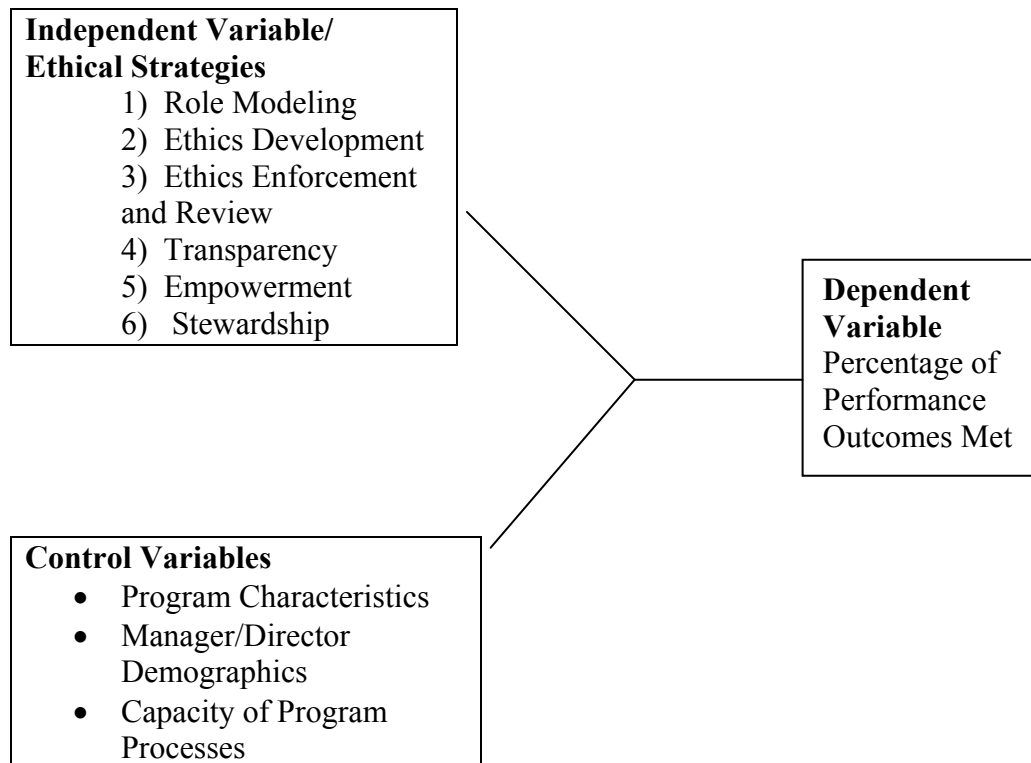 Independent Variable/
Ethical Strategies
1) Role Modeling
2) Ethics Development
3) Ethics Enforcement
and Review
4) Transparency
5) Empowerment
6) Stewardship
Dependent
Variable
Percentage of
Performance
Outcomes Met
Control Variables
• Program Characteristics
• Manager/Director
Demographics
• Capacity of Program
Processes